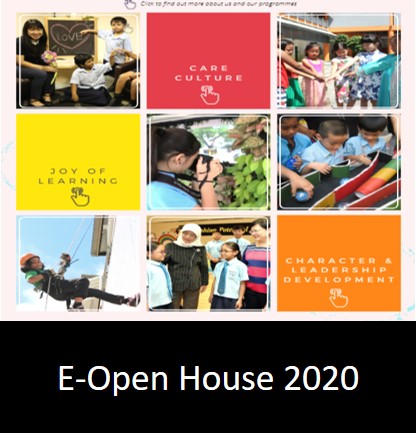 Click to find out more about us and our programmes
LOVE
CARE
CULTURE
JOY OF
LEARNING
CHARACTER &
LEADERSHIP
DEVELOPMENT
E-Open House 2020